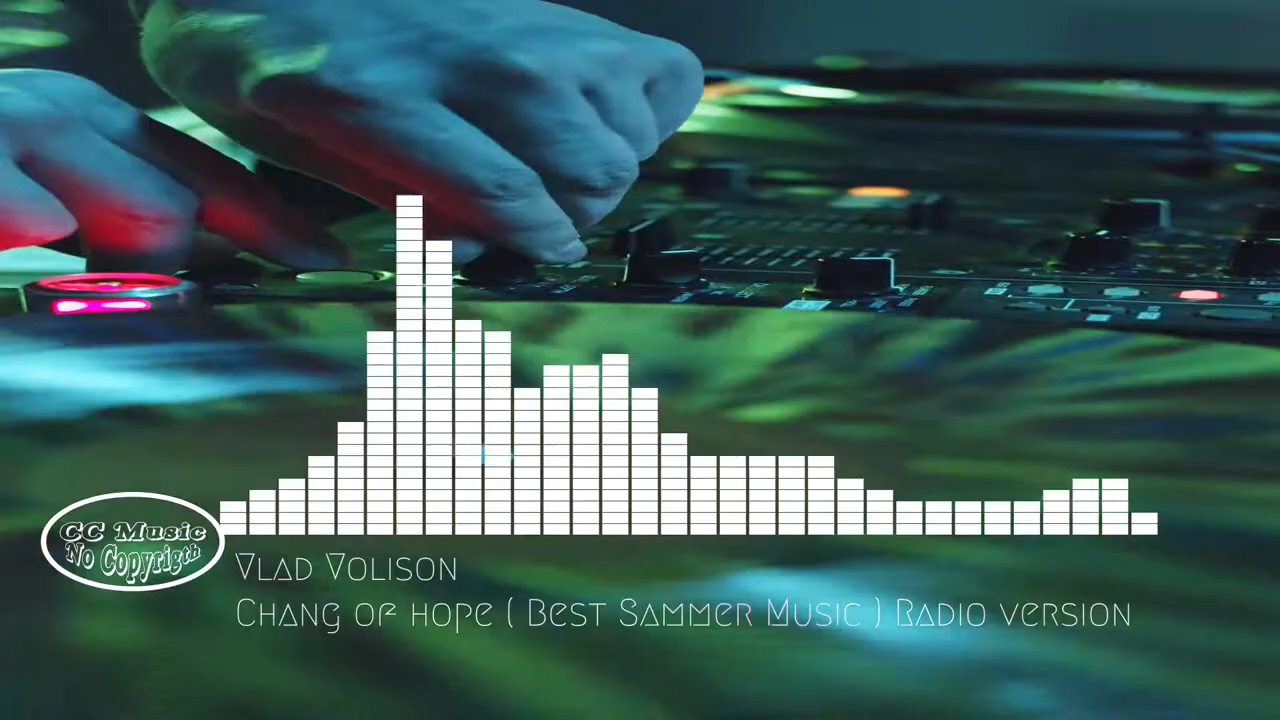 CC Music
No Copyrigth
Vlad Volison
Chang of hope ( Best Sammer Music ) Radio version